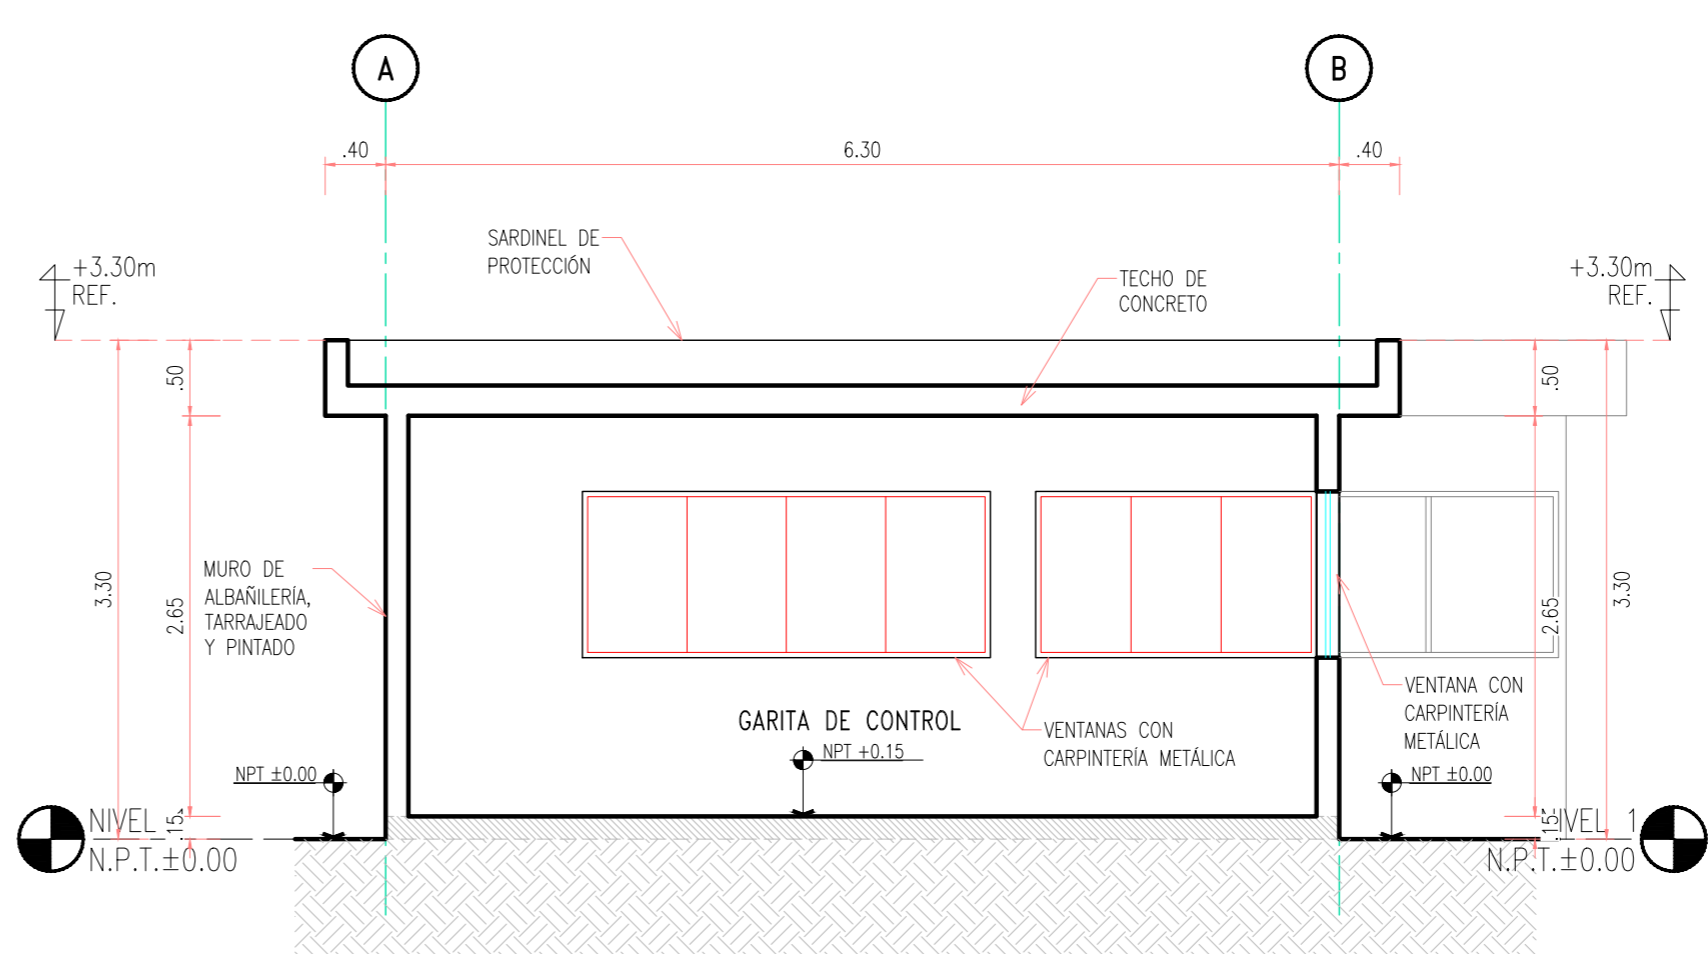 A
B
.40
6.30
.40
SARDINEL DE
PROTECCIÓN
TECHO DE
CONCRETO
+3.30m
REF.
+3.30m
REF.
.50
.50
MURO DE
ALBAÑILERÍA,
TARRAJEADO
Y PINTADO
3.30
2.65
2.65
3.30
VENTANA CON
CARPINTERÍA
METÁLICA
GARITA DE CONTROL
NPT +0.15
VENTANAS CON
CARPINTERÍA METÁLICA
NPT ±0.00
NPT ±0.00
NIVEL
.15
N.P.T.±0.00
.15
1
N.P.T.±0.00